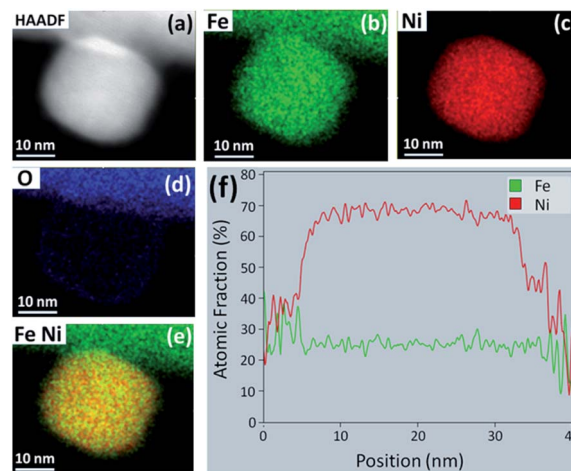 HAADF (a)
10 nm
Fe (b)
10 nm
Ni (c)
10 nm
O (d)
10 nm
Fe Ni (e)
10 nm
(f)
Fe
Ni
80
70
60
50
40
30
20
10
0
Atomic Fraction (%)
0 10 20 30 40
Position (nm)